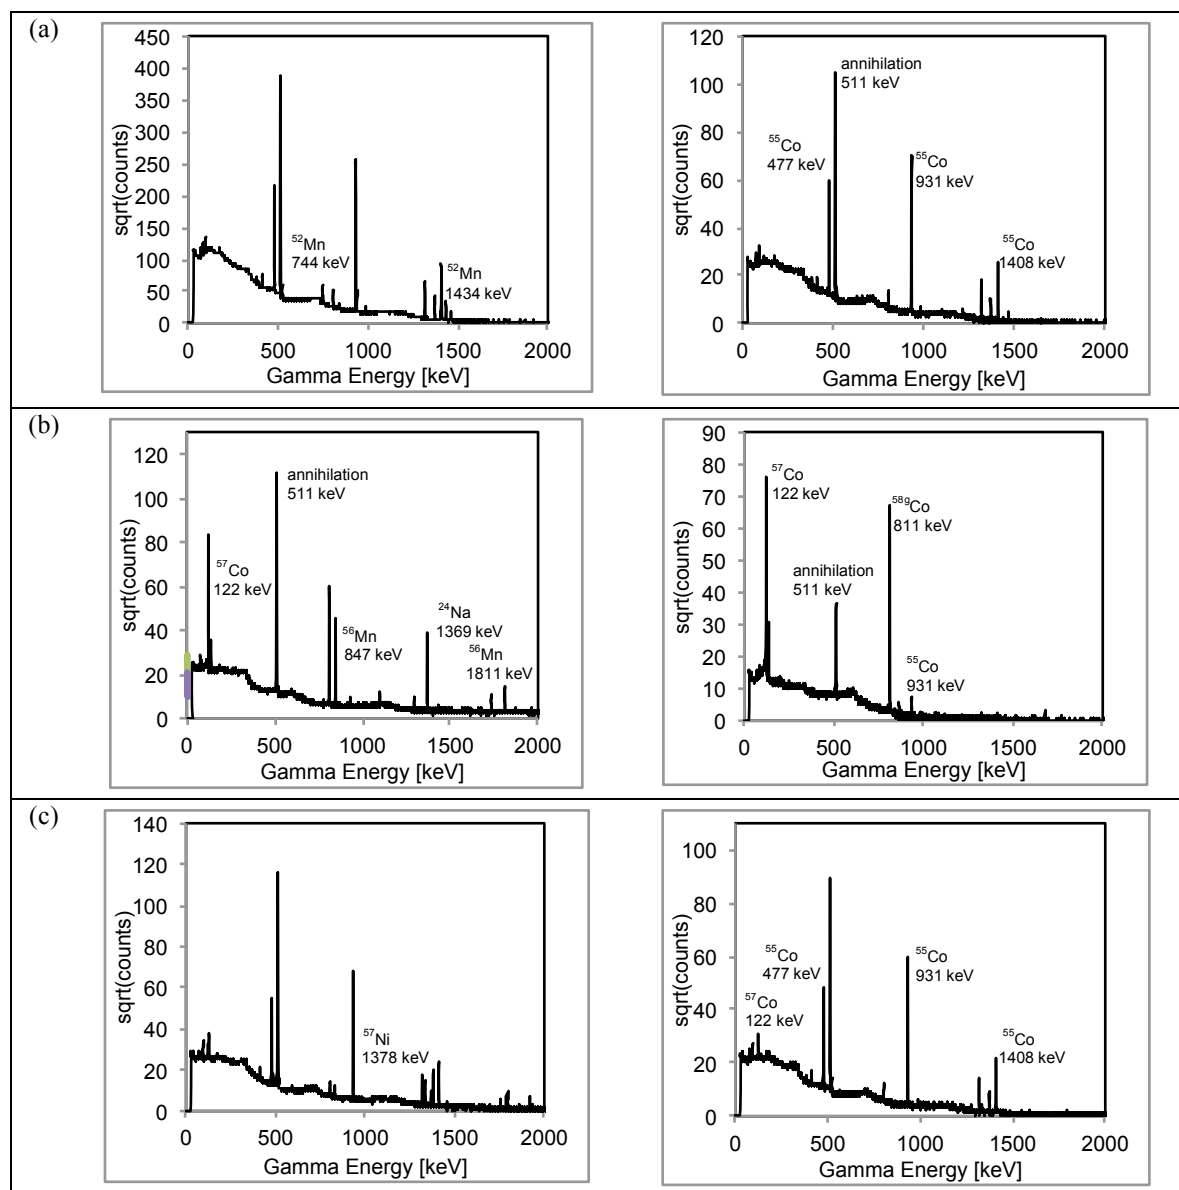 (a)
450
400
350
300
250
200
150
100
50
0
sqrt(counts)
⁵²Mn
744 keV
⁵²Mn
1434 keV
0 500 1000 1500 2000
Gamma Energy [keV]
120
100
80
60
40
20
0
sqrt(counts)
annihilation
511 keV
⁵⁵Co
477 keV
⁵⁵Co
931 keV
⁵⁵Co
1408 keV
0 500 1000 1500 2000
Gamma Energy [keV]
(b)
120
100
80
60
40
20
0
sqrt(counts)
annihilation
511 keV
⁵⁷Co
122 keV
⁵⁶Mn
847 keV
²⁴Na
1369 keV
⁵⁶Mn
1811 keV
0 500 1000 1500 2000
Gamma Energy [keV]
90
80
70
60
50
40
30
20
10
0
sqrt(counts)
⁵⁷Co
122 keV
⁵⁸ᵍCo
811 keV
annihilation
511 keV
⁵⁵Co
931 keV
0 500 1000 1500 2000
Gamma Energy [keV]
(c)
140
120
100
80
60
40
20
0
sqrt(counts)
⁵⁷Ni
1378 keV
0 500 1000 1500 2000
Gamma Energy [keV]
100
80
60
40
20
0
sqrt(counts)
⁵⁵Co
477 keV
⁵⁵Co
931 keV
⁵⁷Co
122 keV
⁵⁵Co
1408 keV
0 500 1000 1500 2000
Gamma Energy [keV]